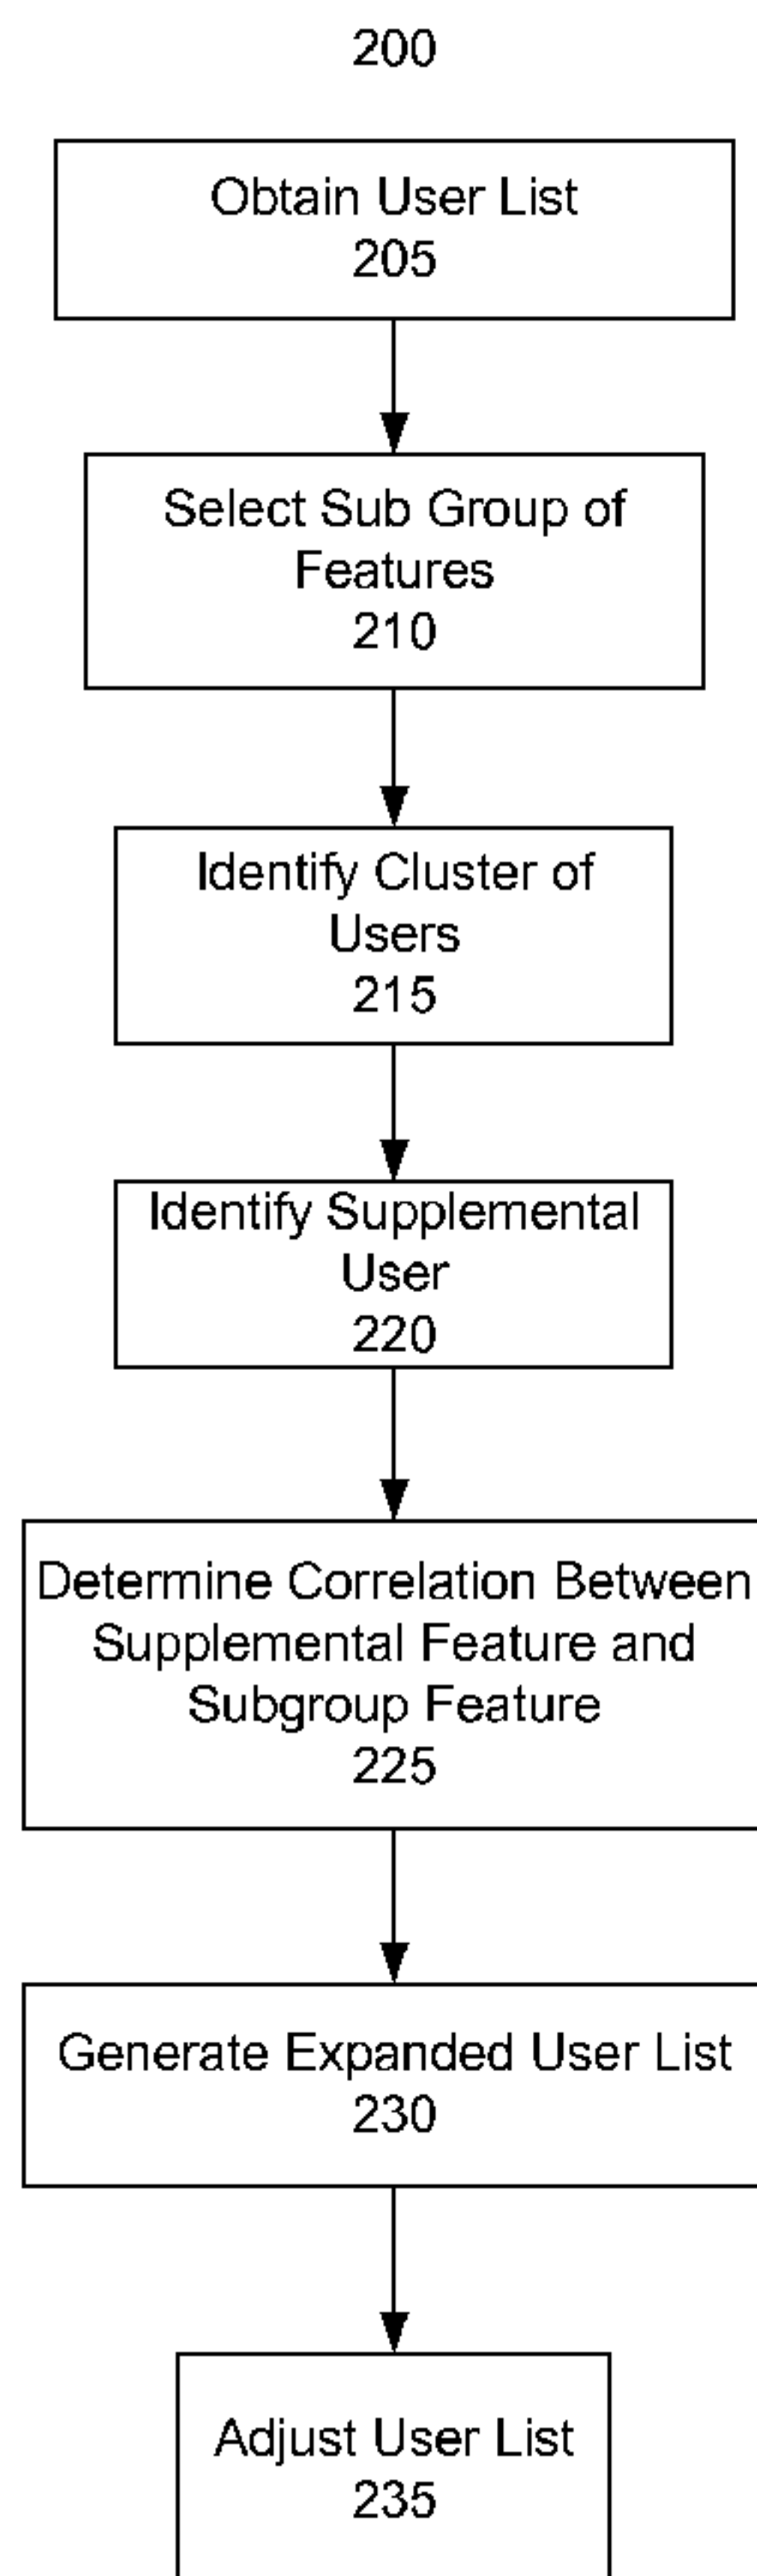 200
Obtain User List
205
Select Sub Group of
Features
210
Identify Cluster of
Users
215
Identify Supplemental
User
220
Determine Correlation Between
Supplemental Feature and
Subgroup Feature
225
Generate Expanded User List
230
Adjust User List
235